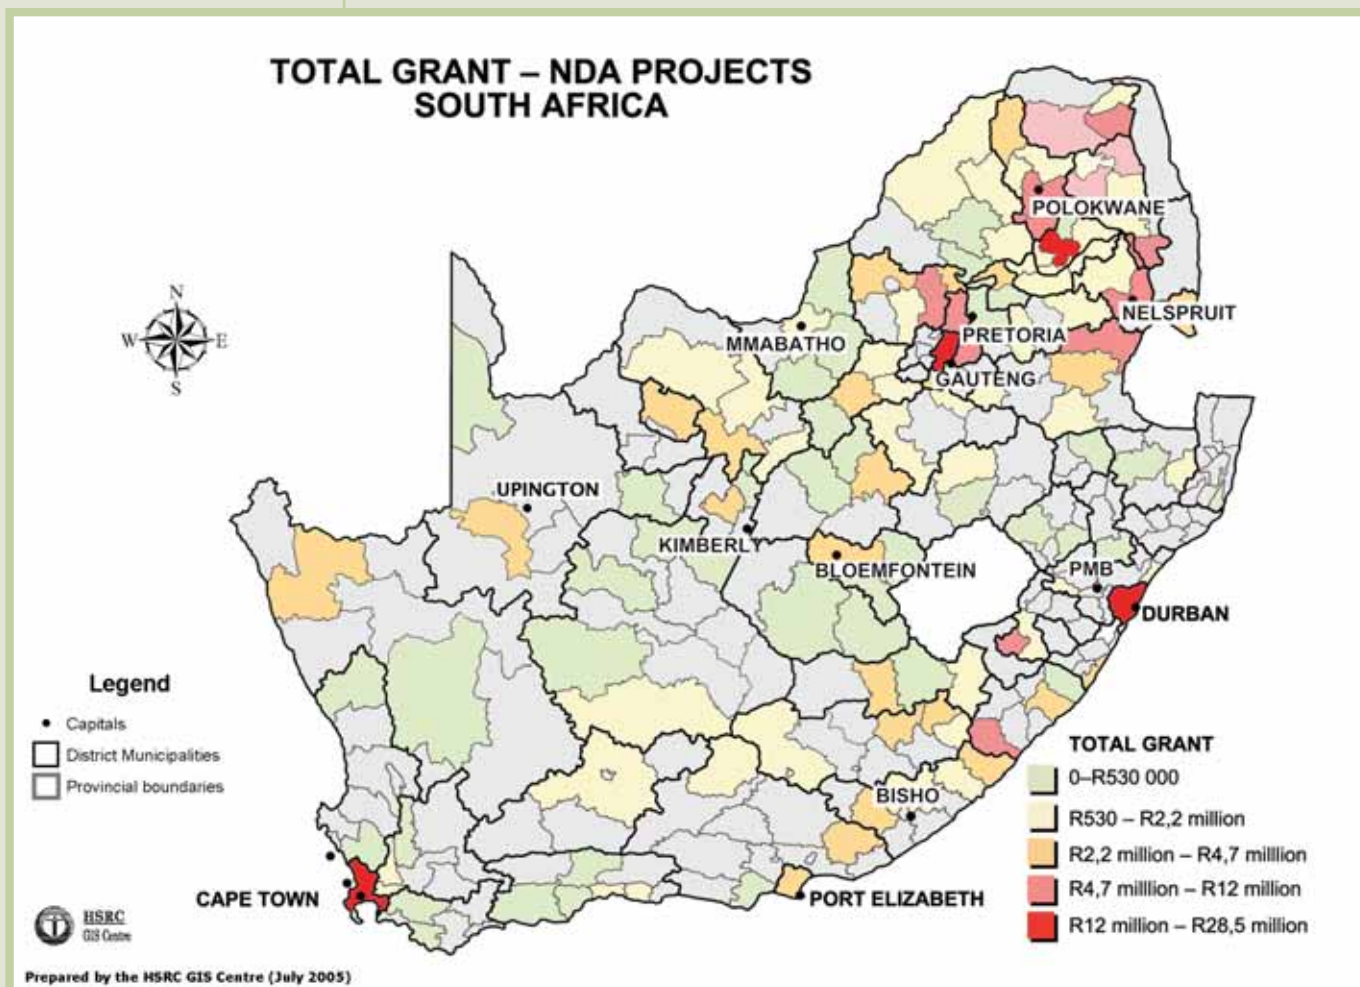 TOTAL GRANT – NDA PROJECTS
SOUTH AFRICA
N
W
E
S
POLOKWANE
NELSPRUIT
PRETORIA
MMABATHO
GAUTENG
UPINGTON
KIMBERLY
BLOEMFONTEIN
PMB
DURBAN
BISHO
CAPE TOWN
PORT ELIZABETH
Legend
Capitals
District Municipalities
Provincial boundaries
TOTAL GRANT
0–R530 000
R530 – R2,2 million
R2,2 million – R4,7 milllion
R4,7 milllion – R12 million
R12 million – R28,5 million
HSRC
GIS Centre
Prepared by the HSRC GIS Centre (July 2005)